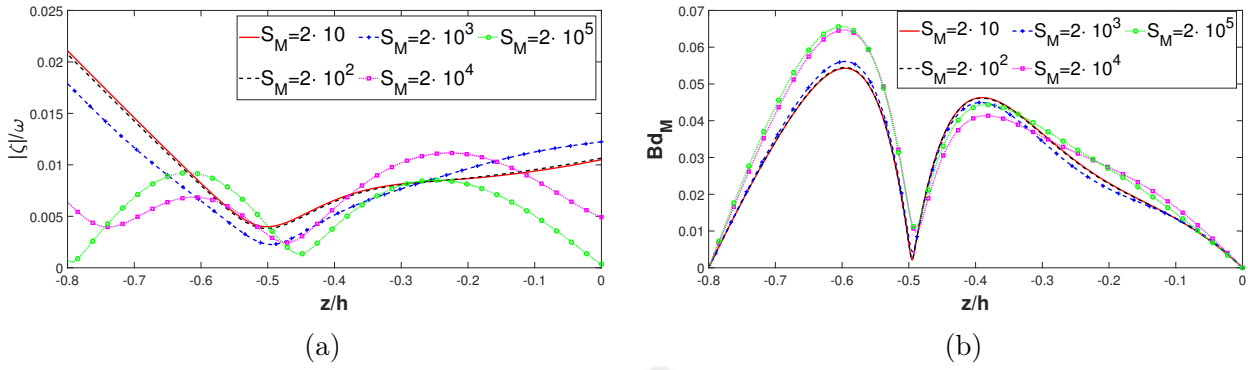 0.025
0.02
0.015
0.01
0.005
0
|ζ|/ω
S_M=2· 10
S_M=2· 10^3
S_M=2· 10^5
S_M=2· 10^2
S_M=2· 10^4
-0.8 -0.7 -0.6 -0.5 -0.4 -0.3 -0.2 -0.1 0
z/h
(a)
0.07
0.06
0.05
0.04
0.03
0.02
0.01
0
Bd_M
S_M=2· 10
S_M=2· 10^3
S_M=2· 10^5
S_M=2· 10^2
S_M=2· 10^4
-0.8 -0.7 -0.6 -0.5 -0.4 -0.3 -0.2 -0.1 0
z/h
(b)